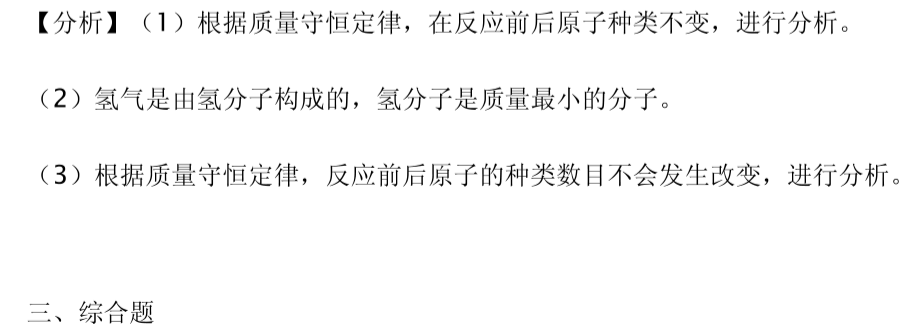 【分析】（1）根据质量守恒定律，在反应前后原子种类不变，进行分析。
（2）氢气是由氢分子构成的，氢分子是质量最小的分子。
（3）根据质量守恒定律，反应前后原子的种类数目不会发生改变，进行分析。
三、综合题